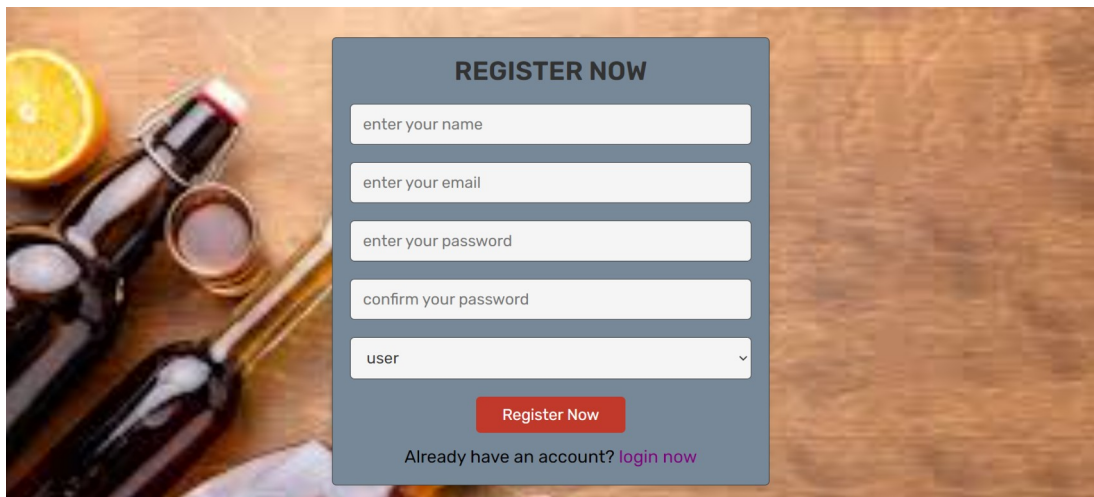 REGISTER NOW
enter your name
enter your email
enter your password
confirm your password
user
Register Now
Already have an account? login now